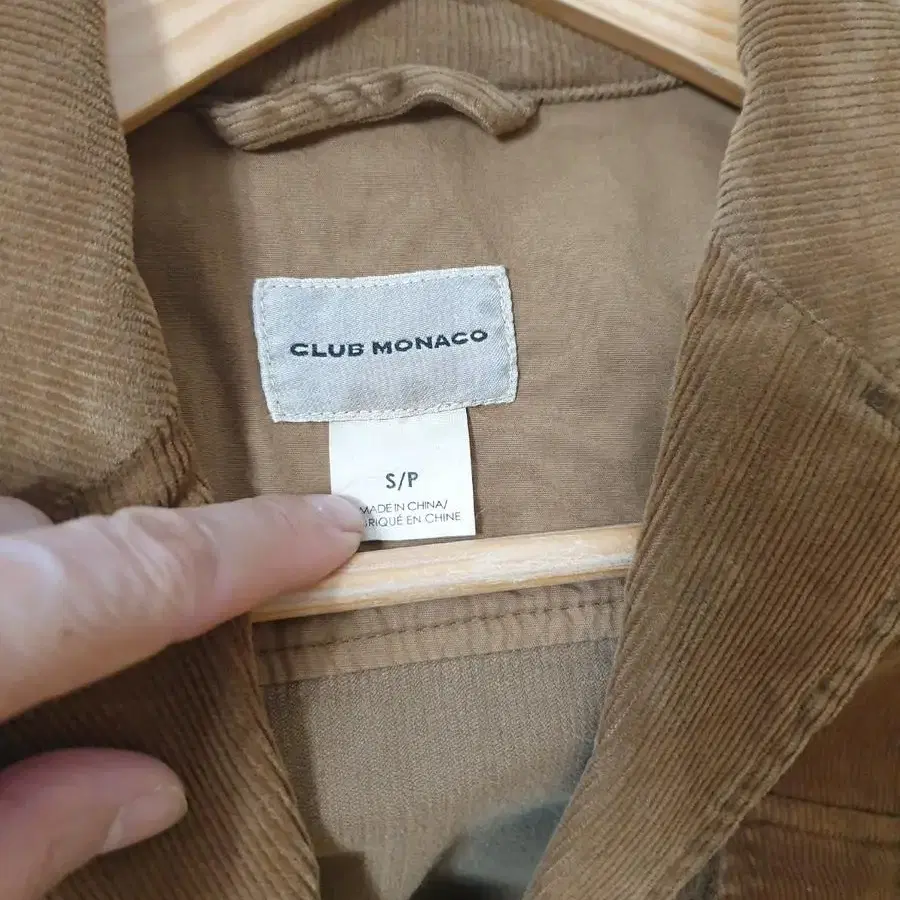 CLUB MONACO
S/P
MADE IN CHINA/
RIQUÉ EN CHINE